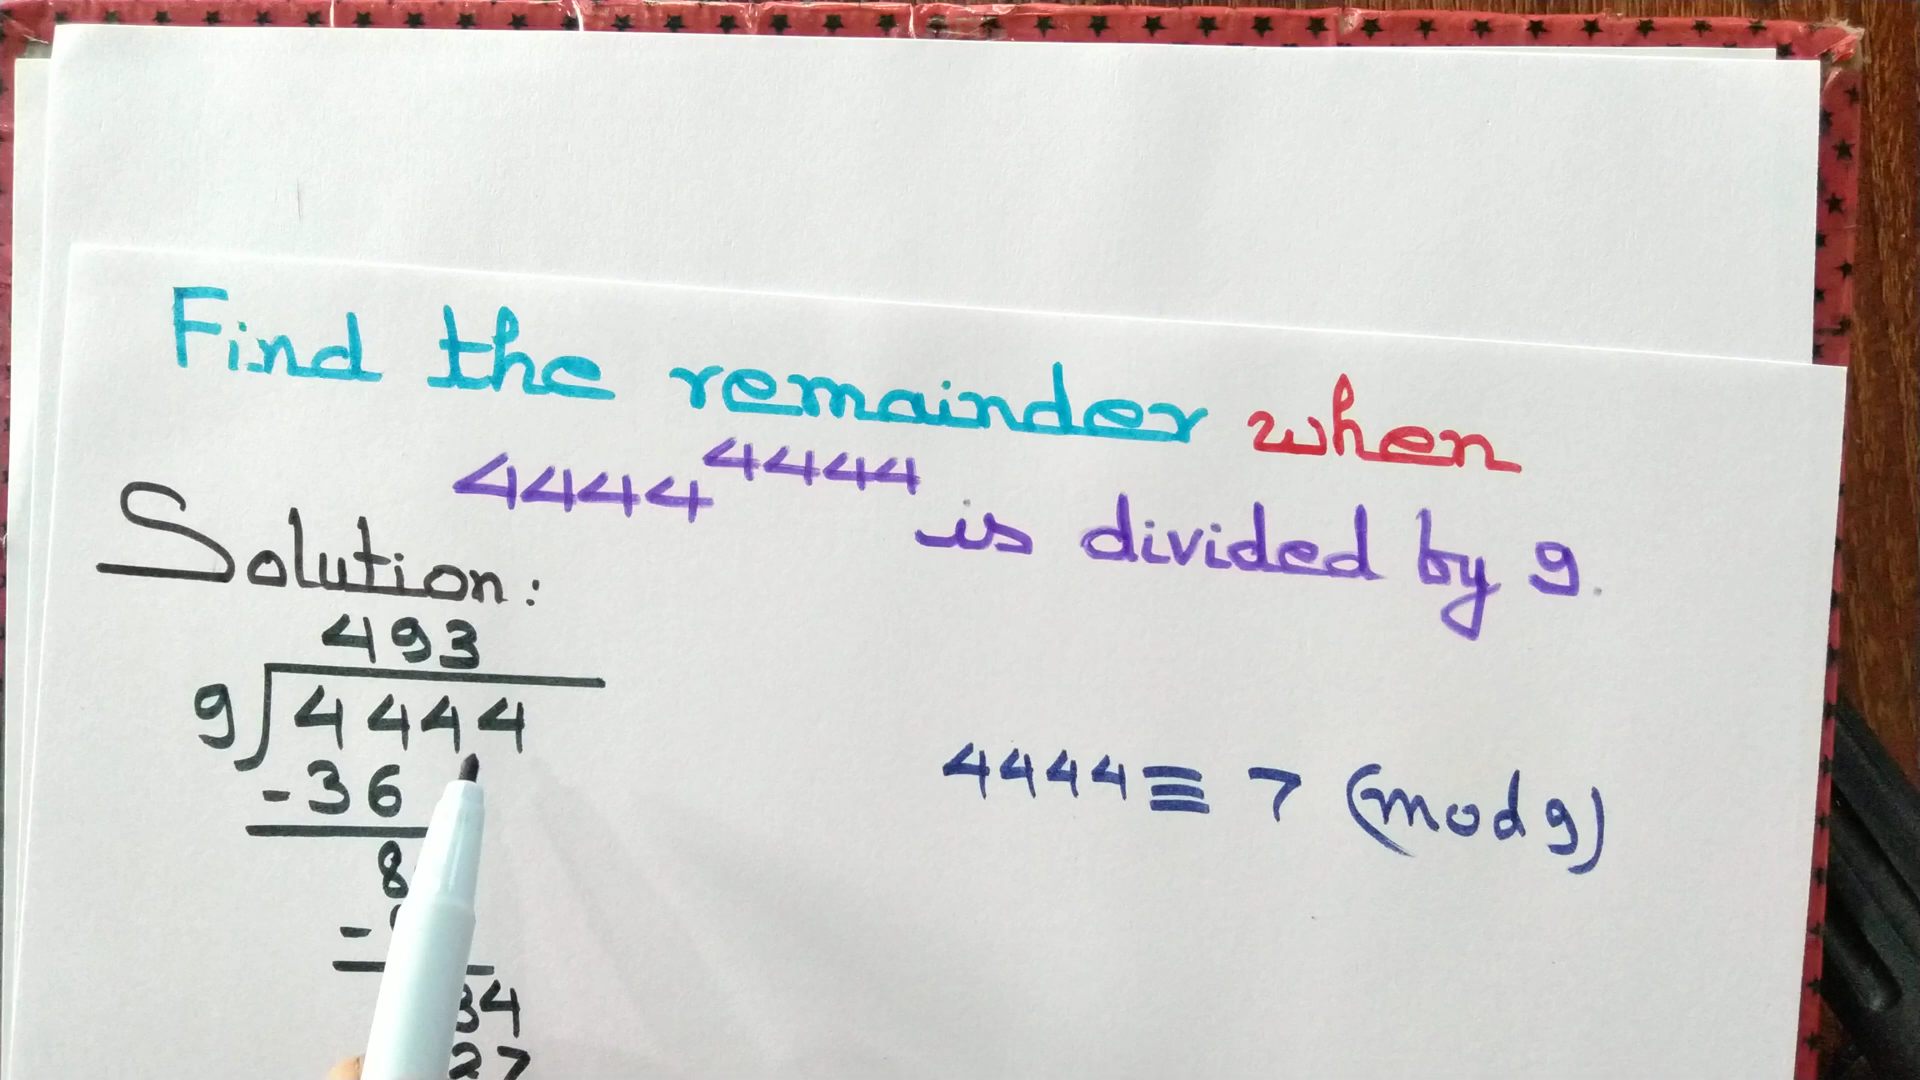 Find the remainder when
4444^4444 is divided by 9.
Solution:
493
9 4444
-36
8
-
34
27
4444 ≡ 7 (mod 9)